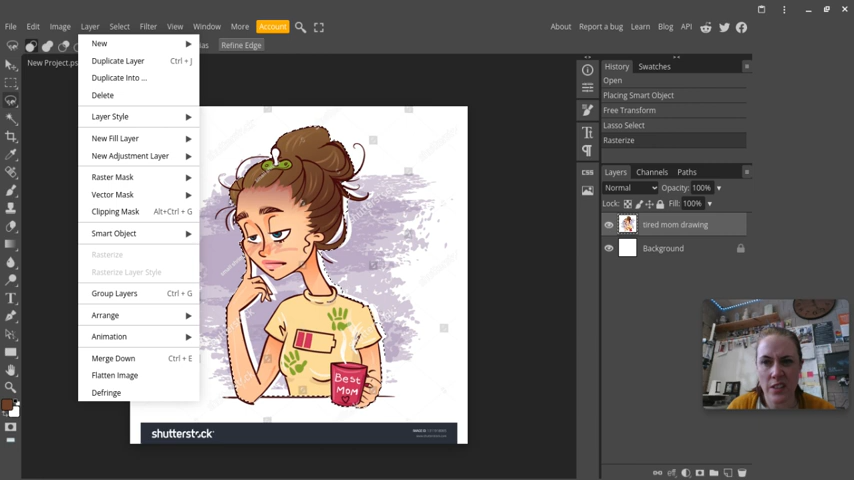 File Edit Image Layer Select Filter View Window More Account About Report a bug Learn Blog API
Refine Edge
New Project.ps
New
Duplicate Layer Ctrl + J
Duplicate Into ...
Delete
Layer Style
New Fill Layer
New Adjustment Layer
Raster Mask
Vector Mask
Clipping Mask Alt+Ctrl + G
Smart Object
Rasterize
Rasterize Layer Style
Group Layers Ctrl + G
Arrange
Animation
Merge Down Ctrl + E
Flatten Image
Defringe
Best
Mom
shutterstock
History Swatches
Open
Placing Smart Object
Free Transform
Lasso Select
Rasterize
CSS
Layers Channels Paths
Normal Opacity: 100%
Lock: Fill: 100%
tired mom drawing
Background